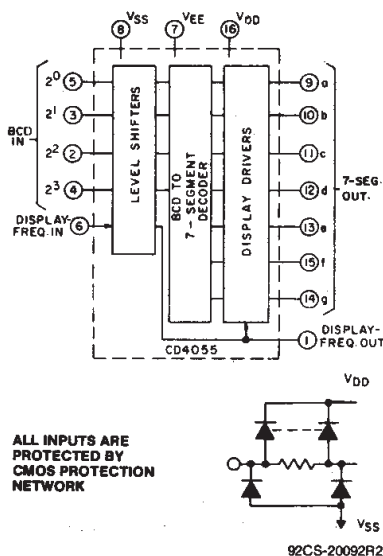 VSS
VEE
VDD
8
7
16
BCD IN
2⁰ 5
2¹ 3
2² 2
2³ 4
DISPLAY-
FREQ. IN
6
LEVEL SHIFTERS
BCD TO
7-SEGMENT
DECODER
DISPLAY DRIVERS
9 a
10 b
11 c
12 d
13 e
15 f
14 g
7-SEG.
OUT.
1
DISPLAY-
FREQ. OUT
CD4055
ALL INPUTS ARE
PROTECTED BY
CMOS PROTECTION
NETWORK
VDD
VSS
92CS-20092R2